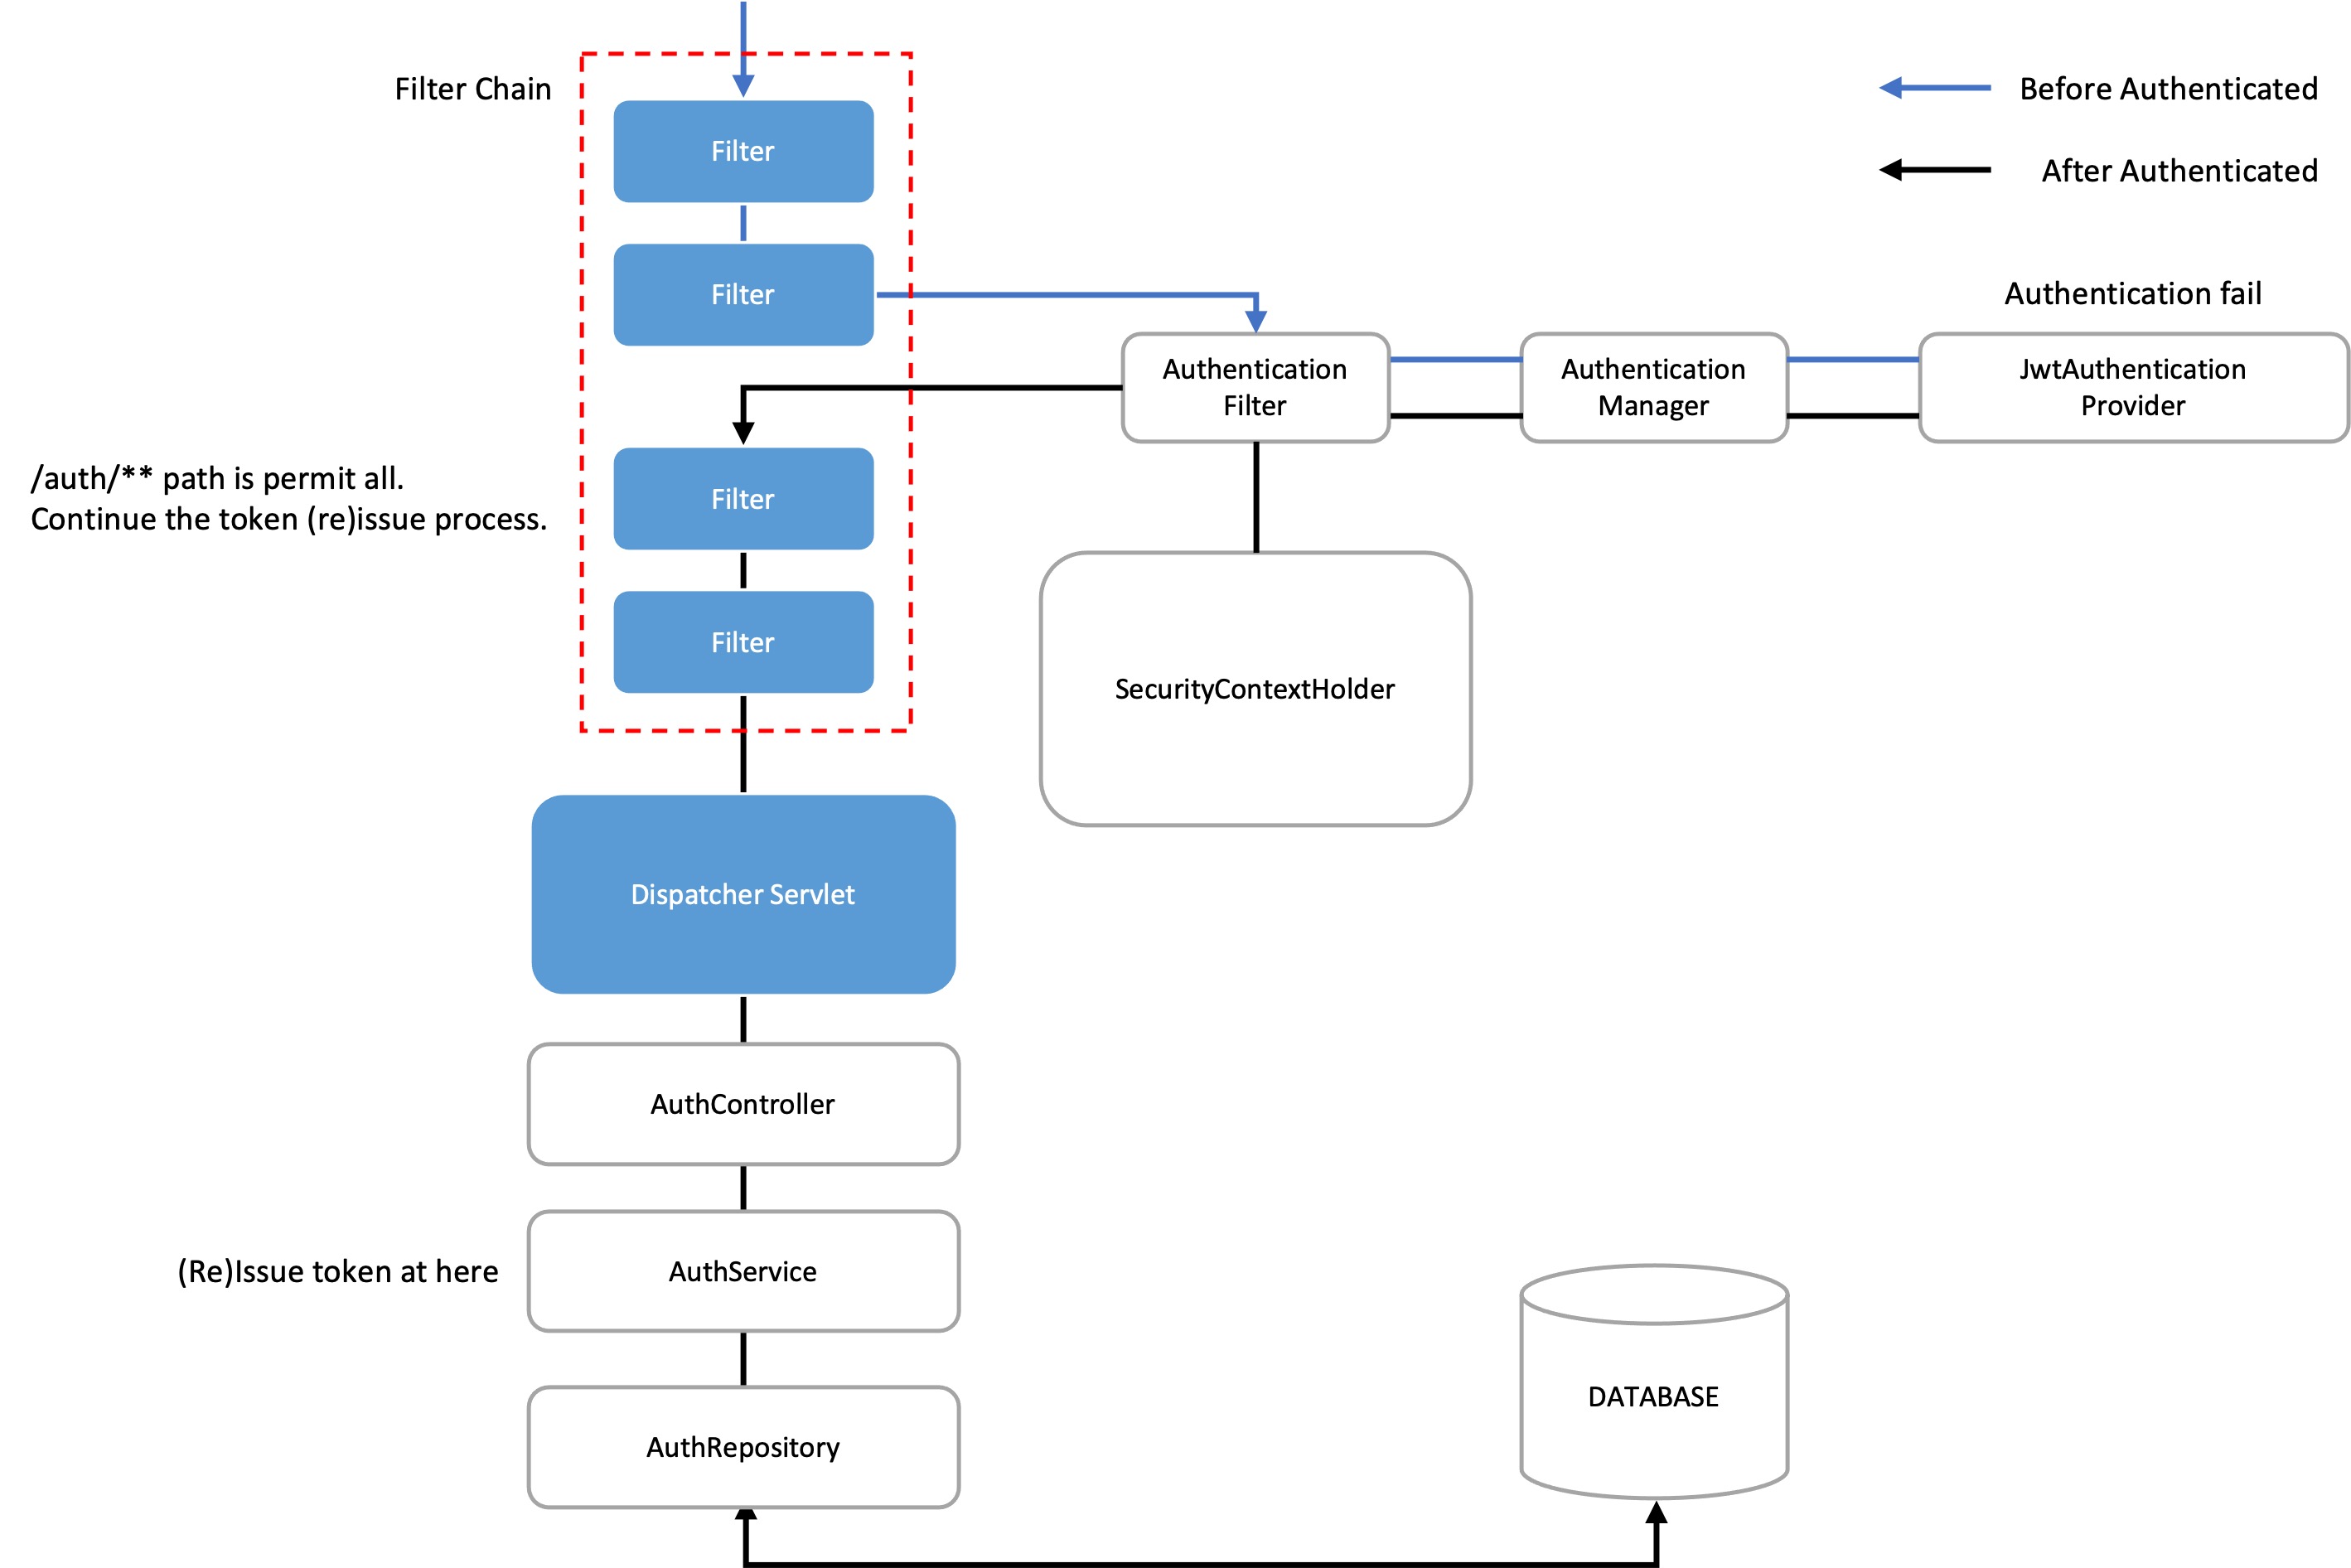 Filter Chain
Before Authenticated
After Authenticated
Filter
Filter
Authentication fail
Authentication
Filter
Authentication
Manager
JwtAuthentication
Provider
/auth/** path is permit all.
Continue the token (re)issue process.
Filter
Filter
SecurityContextHolder
Dispatcher Servlet
AuthController
(Re)Issue token at here
AuthService
DATABASE
AuthRepository